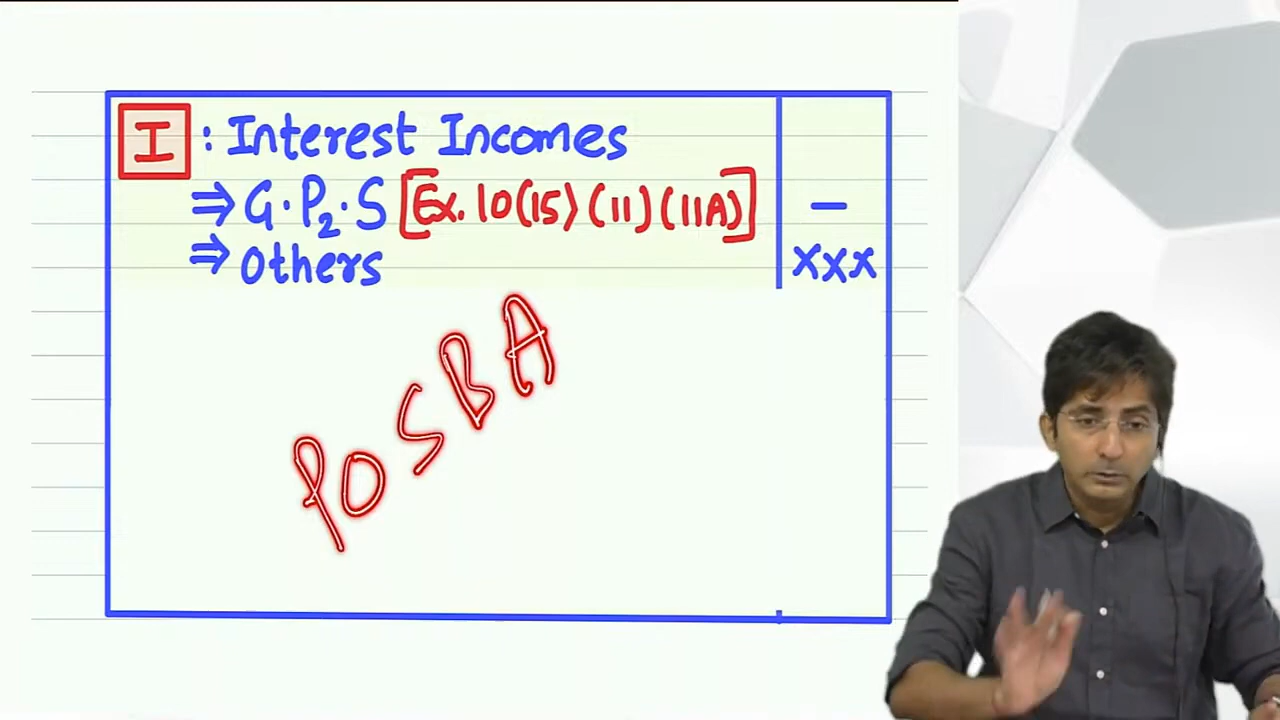 I : Interest Incomes
⇒ G.P₂.S [Ex. 10(15) (11) (11A)] –
⇒ Others xxx
POSBA